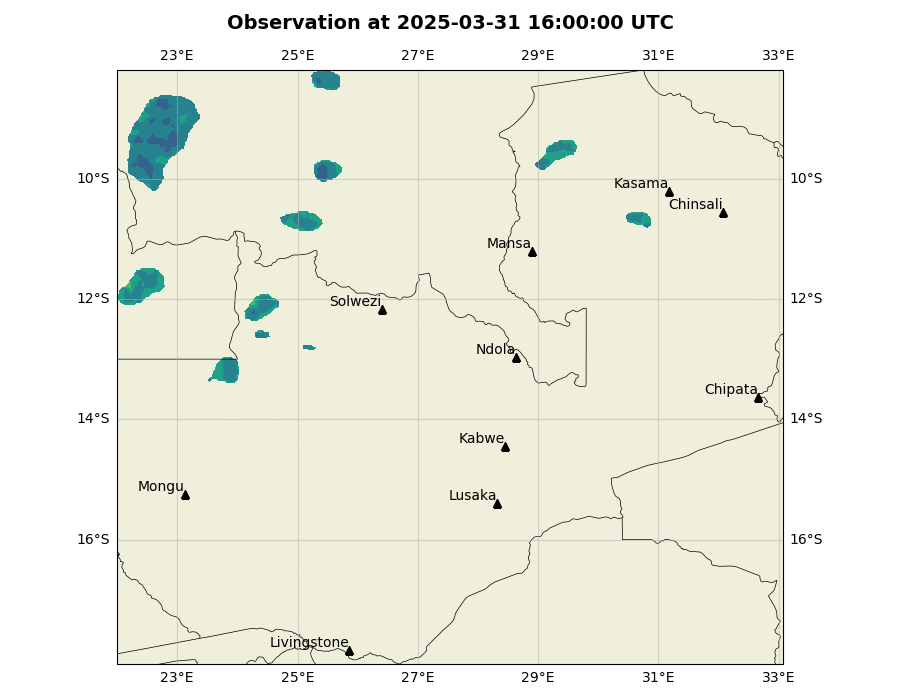 Observation at 2025-03-31 16:00:00 UTC
23°E 25°E 27°E 29°E 31°E 33°E
10°S 10°S
Kasama
Chinsali
Mansa
12°S 12°S
Solwezi
Ndola
Chipata
14°S 14°S
Kabwe
Mongu
Lusaka
16°S 16°S
Livingstone
23°E 25°E 27°E 29°E 31°E 33°E